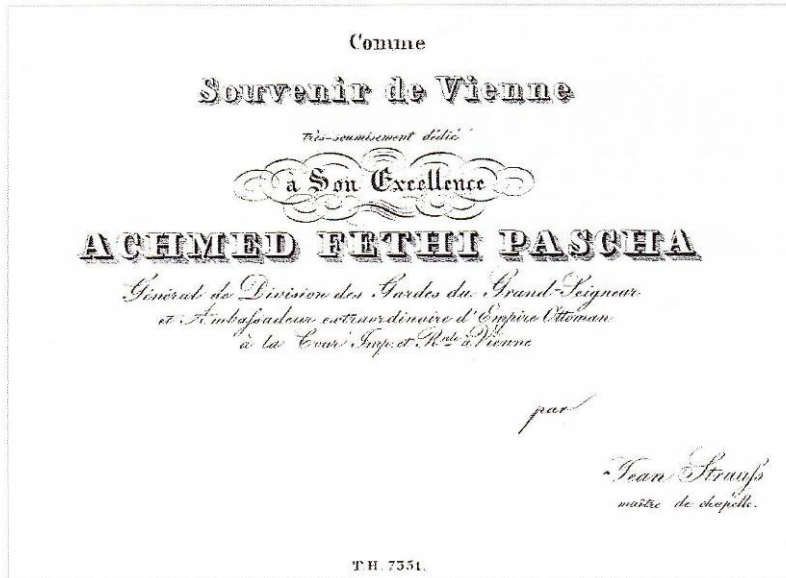 Comme
Souvenir de Vienne
très-soumisement dédié
à Son Excellence
ACHMED FETHI PASCHA
Général de Division des Gardes du Grand-Seigneur
et Ambaſsadeur extraordinaire d'Empire Ottoman
à la Cour Imp. et R^ale à Vienne
par
Jean Strauſs
maître de chapelle.
T.H. 7351.